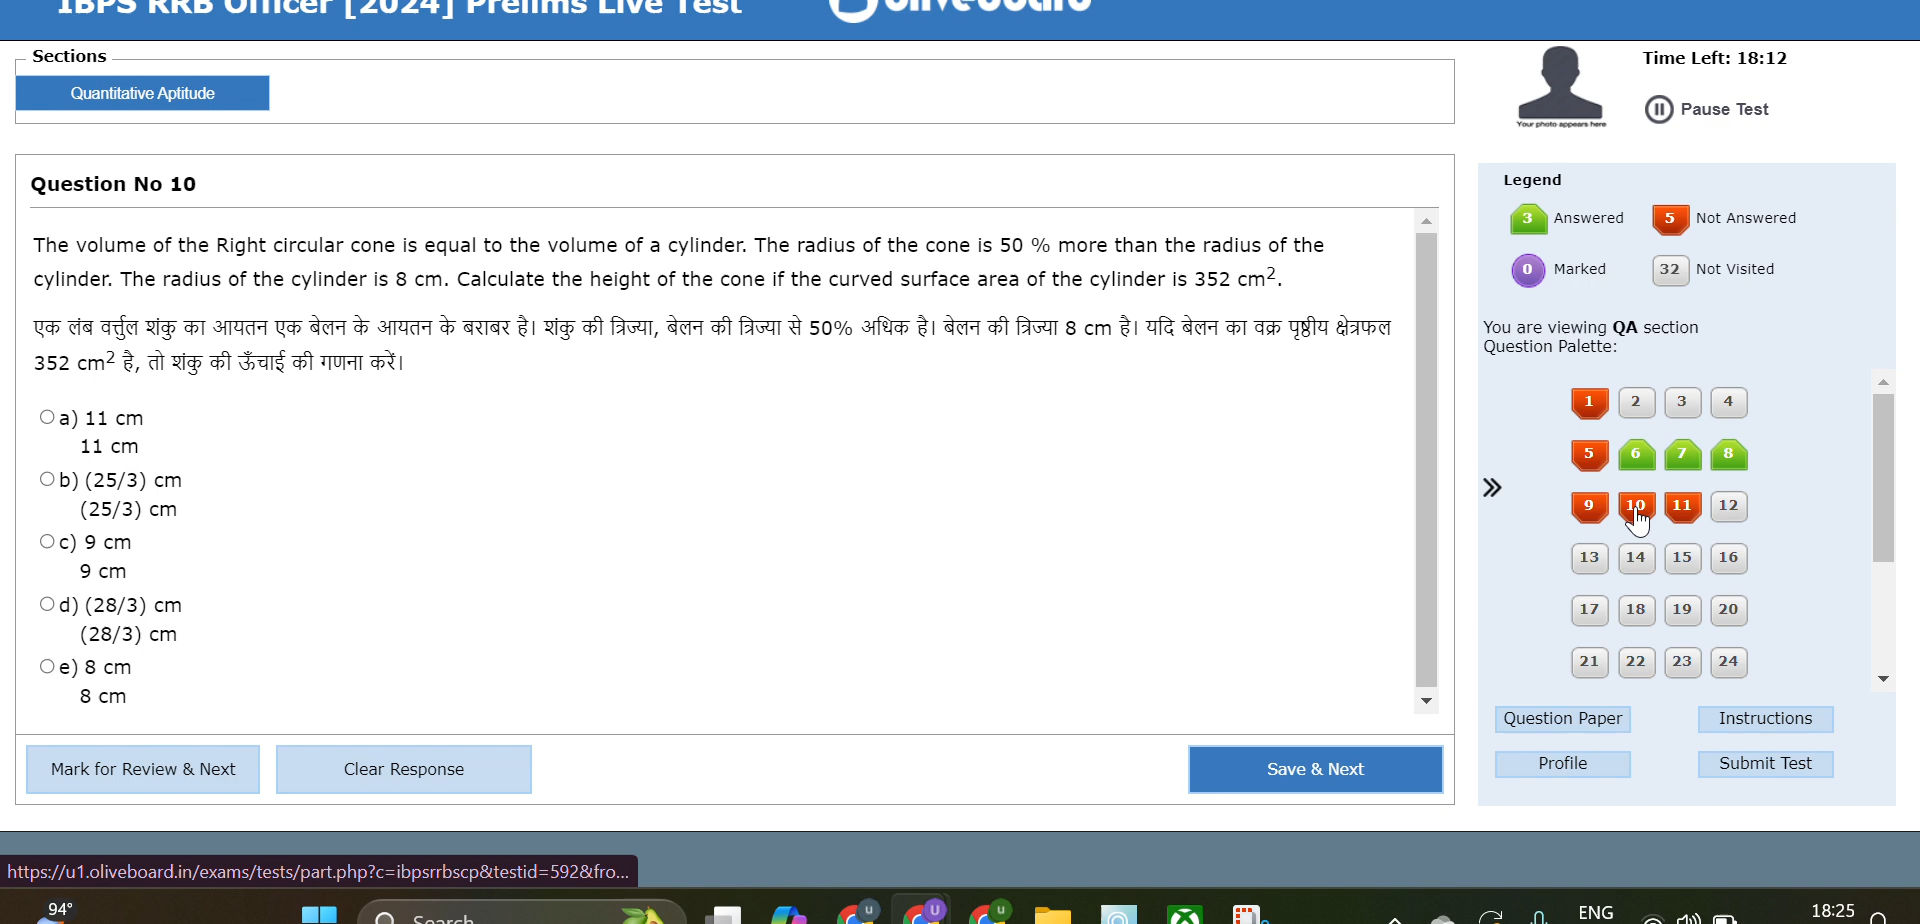 IBPS RRB Officer [2024] Prelims Live Test
oliveboard
Sections
Quantitative Aptitude
Your photo appears here
Time Left: 18:12
Pause Test
Question No 10
The volume of the Right circular cone is equal to the volume of a cylinder. The radius of the cone is 50 % more than the radius of the
cylinder. The radius of the cylinder is 8 cm. Calculate the height of the cone if the curved surface area of the cylinder is 352 cm².
एक लंब वर्त्तुल शंकु का आयतन एक बेलन के आयतन के बराबर है। शंकु की त्रिज्या, बेलन की त्रिज्या से 50% अधिक है। बेलन की त्रिज्या 8 cm है। यदि बेलन का वक्र पृष्ठीय क्षेत्रफल
352 cm² है, तो शंकु की ऊँचाई की गणना करें।
a) 11 cm
11 cm
b) (25/3) cm
(25/3) cm
c) 9 cm
9 cm
d) (28/3) cm
(28/3) cm
e) 8 cm
8 cm
Mark for Review & Next
Clear Response
Save & Next
Legend
3 Answered
5 Not Answered
0 Marked
32 Not Visited
You are viewing QA section
Question Palette:
1 2 3 4
5 6 7 8
9 10 11 12
13 14 15 16
17 18 19 20
21 22 23 24
Question Paper
Instructions
Profile
Submit Test
https://u1.oliveboard.in/exams/tests/part.php?c=ibpsrrbscp&testid=592&fro...
94°
Search
u
U
u
ENG
18:25